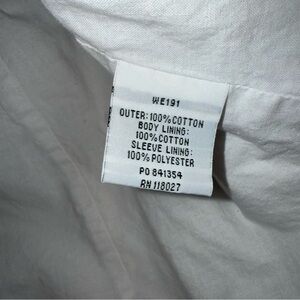 WE191
OUTER: 100% COTTON
BODY LINING:
100% COTTON
SLEEVE LINING:
100% POLYESTER
PO 841354
RN 118027